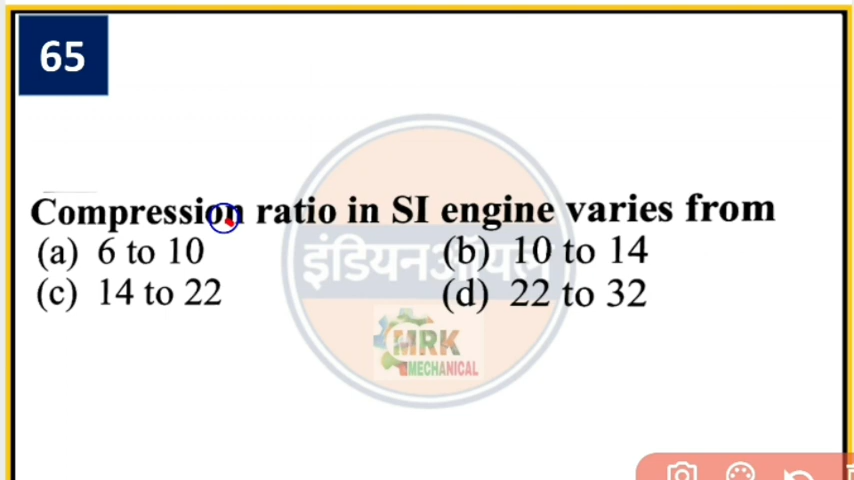 65
Compression ratio in SI engine varies from
(a) 6 to 10 (b) 10 to 14
(c) 14 to 22 (d) 22 to 32
इंडियनऑयल
MRK
MECHANICAL